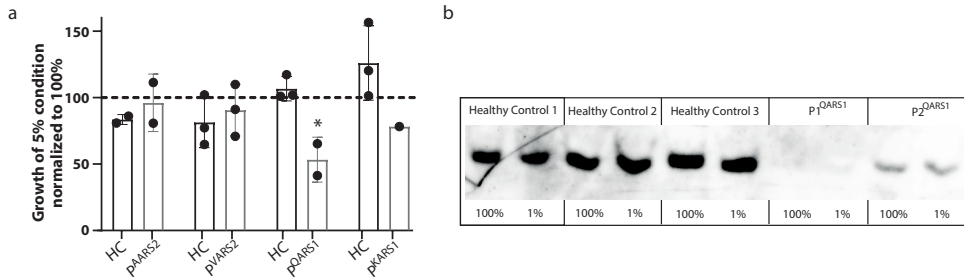 a
b
Growth of 5% condition
normalized to 100%
150
100
50
0
*
HC
pAARS2
HC
pVARS2
HC
pQARS1
HC
pKARS1
Healthy Control 1
Healthy Control 2
Healthy Control 3
P1QARS1
P2QARS1
100% 1% 100% 1% 100% 1% 100% 1% 100% 1%